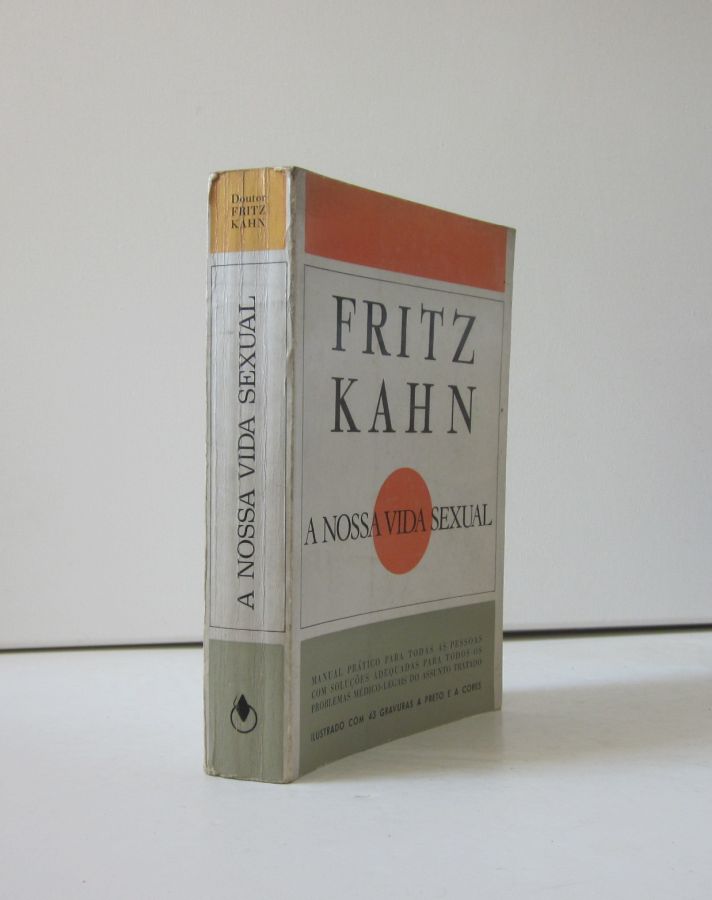 Doutor
FRITZ
KAHN
A NOSSA VIDA SEXUAL
FRITZ
KAHN
A NOSSA VIDA SEXUAL
MANUAL PRÁTICO PARA TODAS AS PESSOAS
COM SOLUÇÕES ADEQUADAS PARA TODOS OS
PROBLEMAS MÉDICO-LEGAIS DO ASSUNTO TRATADO
ILUSTRADO COM 43 GRAVURAS A PRETO E A CORES